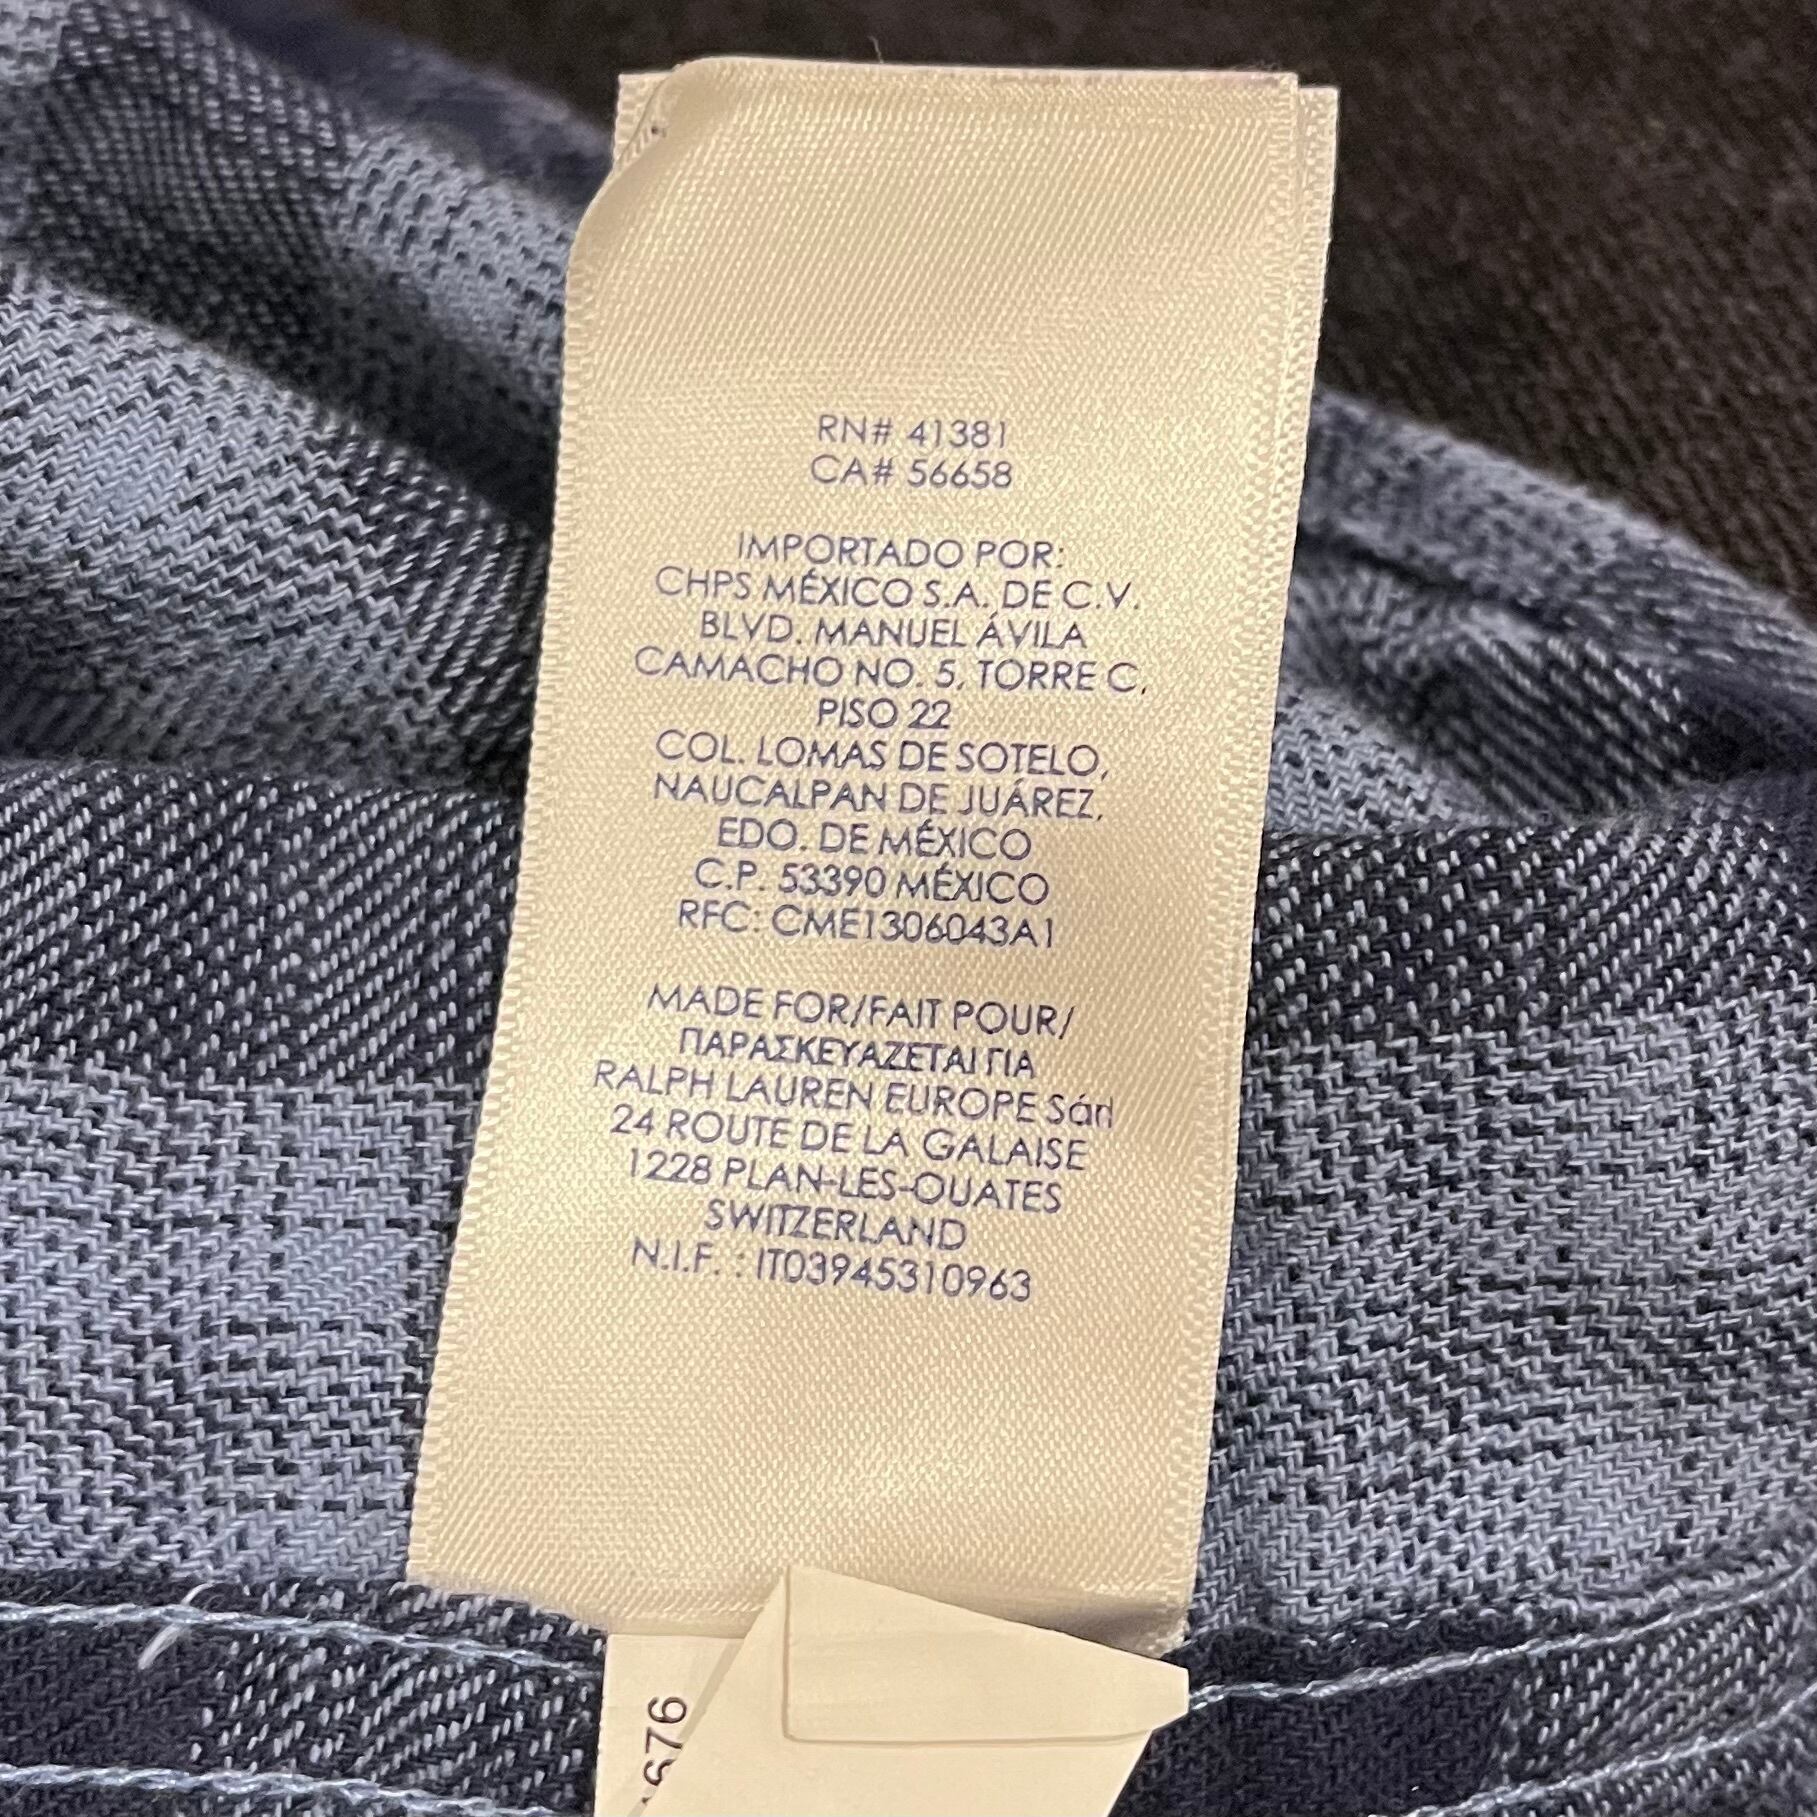 RN# 41381
CA# 56658
IMPORTADO POR:
CHPS MÉXICO S.A. DE C.V.
BLVD. MANUEL ÁVILA
CAMACHO NO. 5, TORRE C,
PISO 22
COL. LOMAS DE SOTELO,
NAUCALPAN DE JUÁREZ,
EDO. DE MÉXICO
C.P. 53390 MÉXICO
RFC: CME1306043A1
MADE FOR/FAIT POUR/
ΠΑΡΑΣΚΕΥΑΖΕΤΑΙ ΓΙΑ
RALPH LAUREN EUROPE Sárl
24 ROUTE DE LA GALAISE
1228 PLAN-LES-OUATES
SWITZERLAND
N.I.F. : IT03945310963